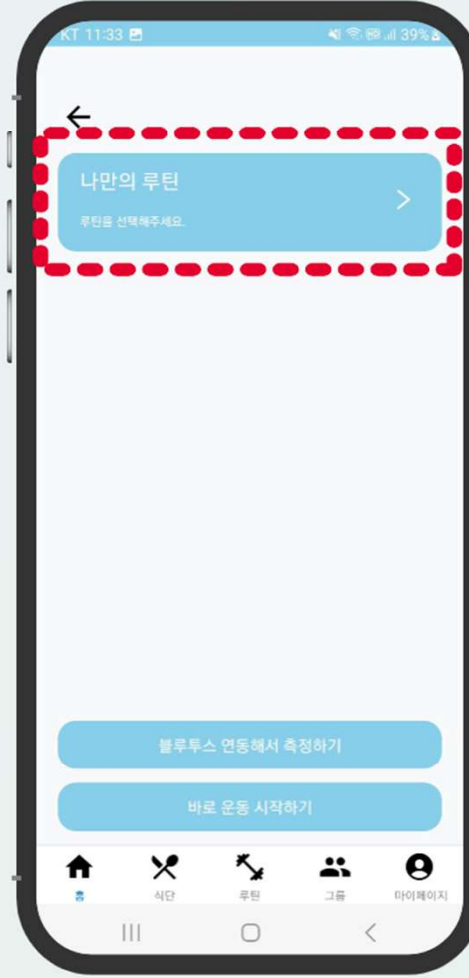 KT 11:33
39%
나만의 루틴
루틴을 선택해주세요.
블루투스 연동해서 측정하기
바로 운동 시작하기
홈 식단 루틴 그룹 마이페이지